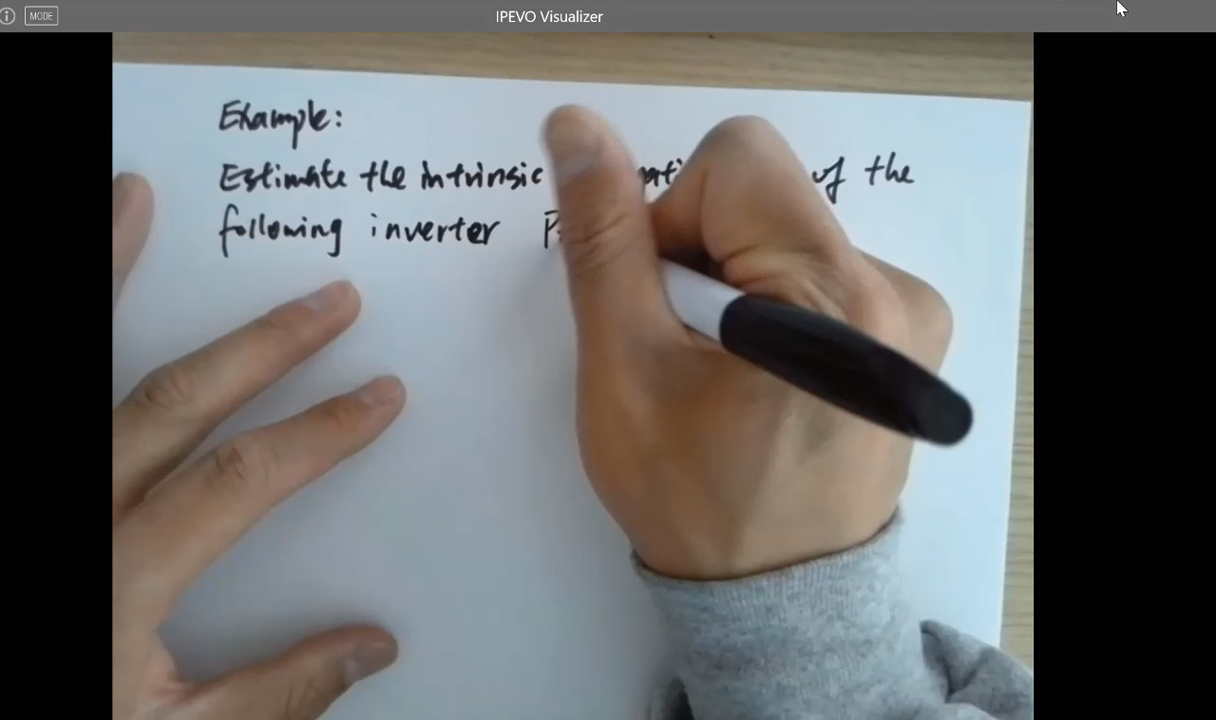 MODE
IPEVO Visualizer
Example:
Estimate the intrinsic of the
following inverter